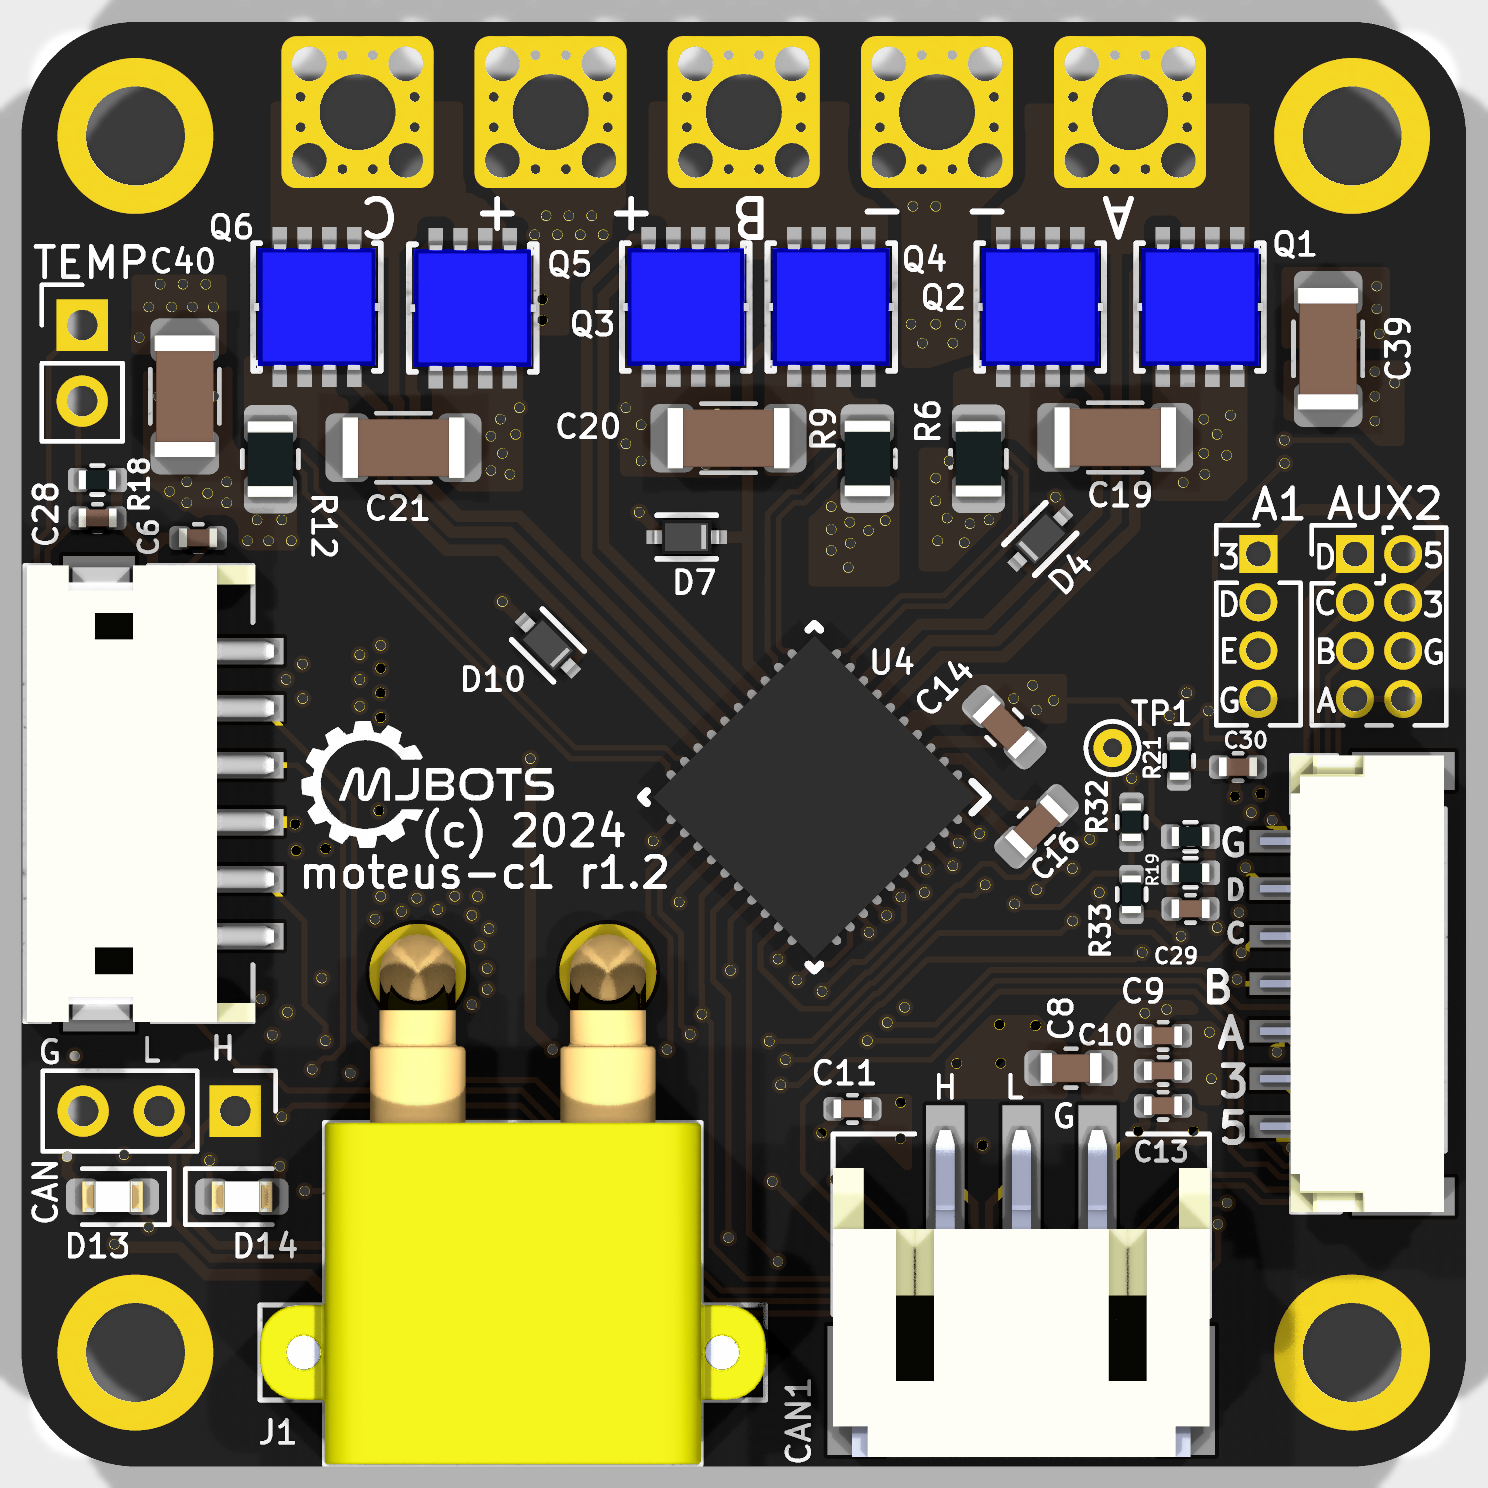 C + + B - - A
Q6
Q5
Q3
Q4
Q2
Q1
TEMP
C40
C39
C20
R9
R6
C28
R18
C6
R12
C21
C19
D7
D4
A1
AUX2
3
D
E
G
D 5
C 3
B G
A
D10
U4
C14
TP1
R21
C30
MJBOTS
(c) 2024
moteus-c1 r1.2
C16
R32
R19
R33
C29
G
D
C
B
A
3
5
C9
C8
C10
C11
C13
G L H
H L G
CAN
D13
D14
J1
CAN1